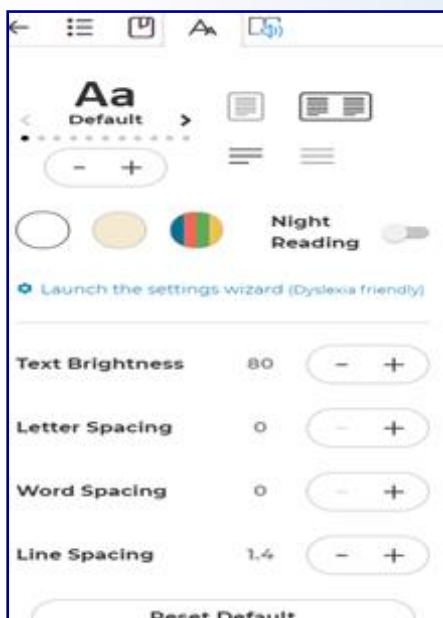 Aa
Default
Night
Reading
Launch the settings wizard (Dyslexia friendly)
Text Brightness 80 - +
Letter Spacing 0 - +
Word Spacing 0 - +
Line Spacing 1.4 - +
Reset Default